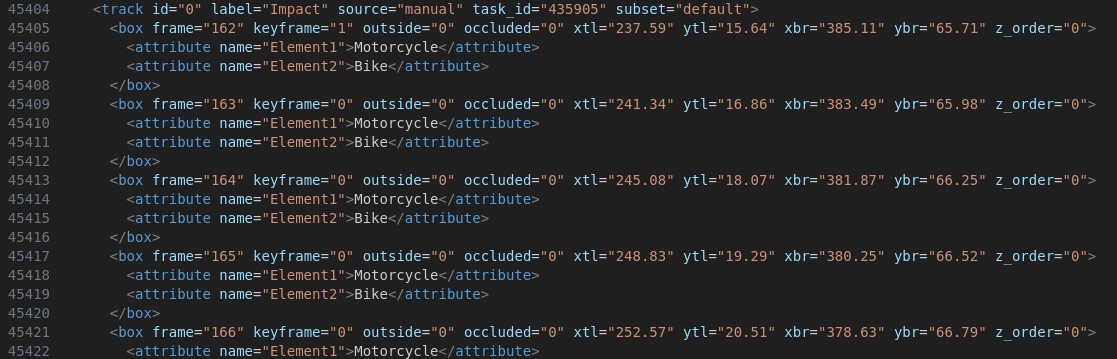 45404 <track id="0" label="Impact" source="manual" task_id="435905" subset="default">
45405 <box frame="162" keyframe="1" outside="0" occluded="0" xtl="237.59" ytl="15.64" xbr="385.11" ybr="65.71" z_order="0">
45406 <attribute name="Element1">Motorcycle</attribute>
45407 <attribute name="Element2">Bike</attribute>
45408 </box>
45409 <box frame="163" keyframe="0" outside="0" occluded="0" xtl="241.34" ytl="16.86" xbr="383.49" ybr="65.98" z_order="0">
45410 <attribute name="Element1">Motorcycle</attribute>
45411 <attribute name="Element2">Bike</attribute>
45412 </box>
45413 <box frame="164" keyframe="0" outside="0" occluded="0" xtl="245.08" ytl="18.07" xbr="381.87" ybr="66.25" z_order="0">
45414 <attribute name="Element1">Motorcycle</attribute>
45415 <attribute name="Element2">Bike</attribute>
45416 </box>
45417 <box frame="165" keyframe="0" outside="0" occluded="0" xtl="248.83" ytl="19.29" xbr="380.25" ybr="66.52" z_order="0">
45418 <attribute name="Element1">Motorcycle</attribute>
45419 <attribute name="Element2">Bike</attribute>
45420 </box>
45421 <box frame="166" keyframe="0" outside="0" occluded="0" xtl="252.57" ytl="20.51" xbr="378.63" ybr="66.79" z_order="0">
45422 <attribute name="Element1">Motorcycle</attribute>